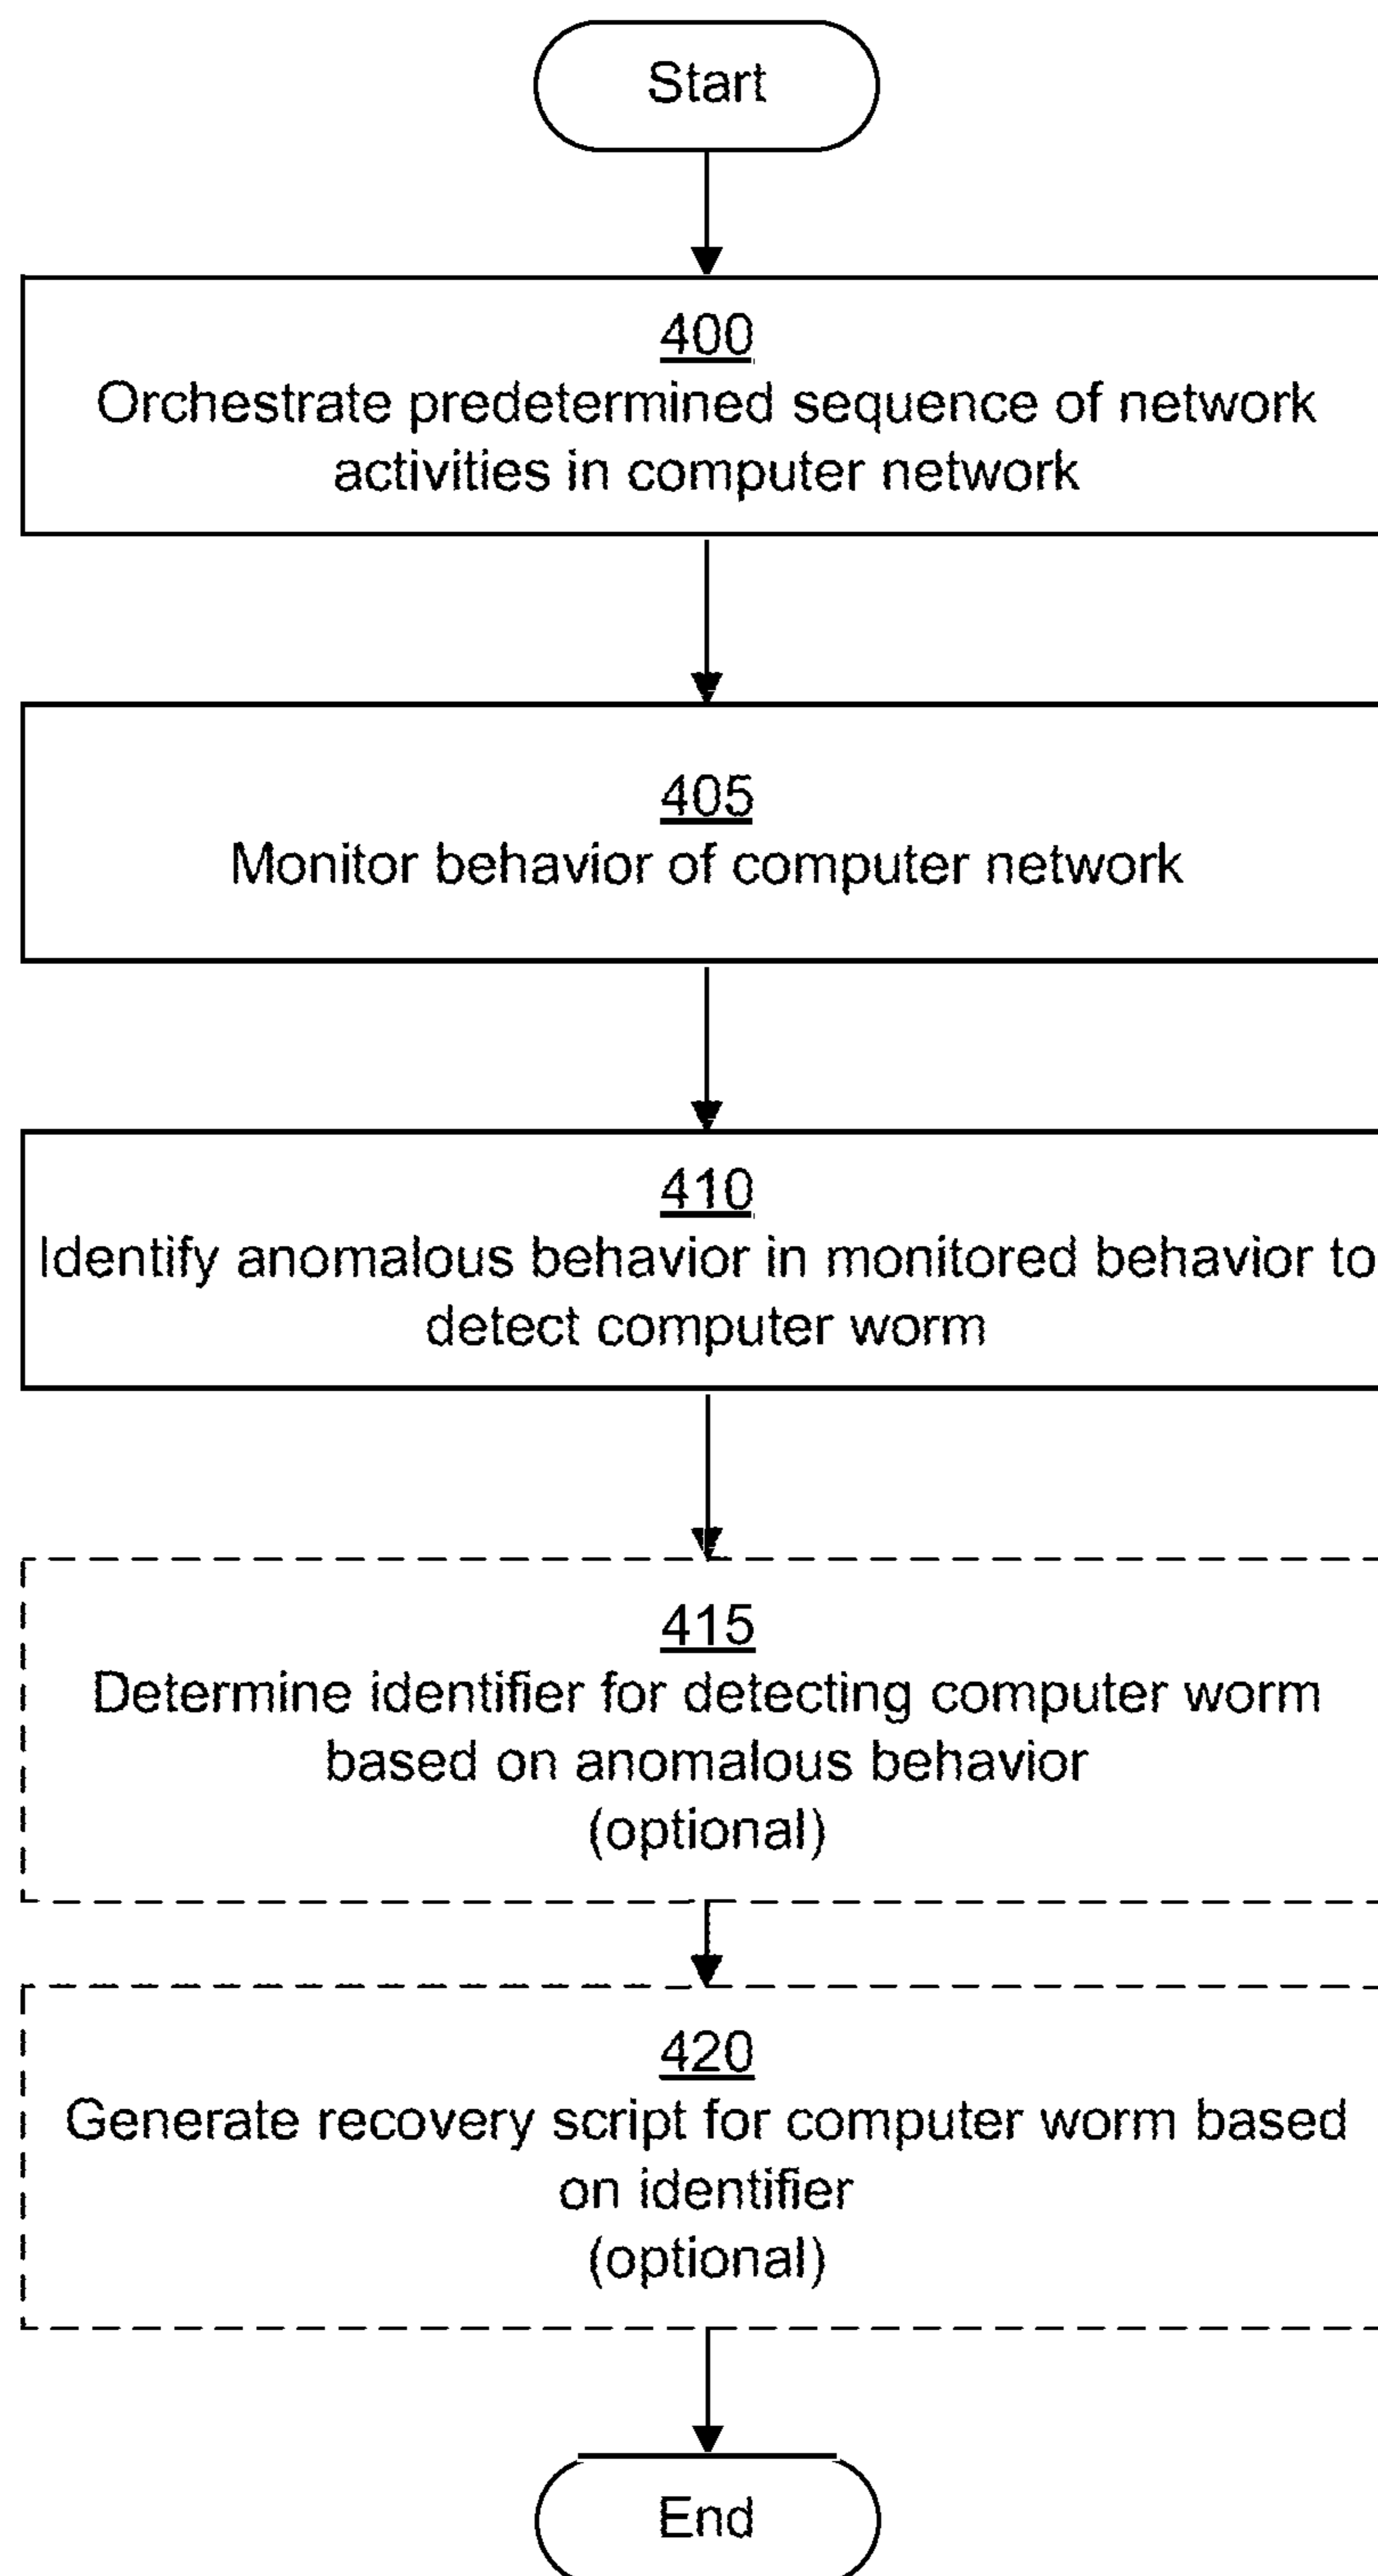 Start
400
Orchestrate predetermined sequence of network
activities in computer network
405
Monitor behavior of computer network
410
Identify anomalous behavior in monitored behavior to
detect computer worm
415
Determine identifier for detecting computer worm
based on anomalous behavior
(optional)
420
Generate recovery script for computer worm based
on identifier
(optional)
End